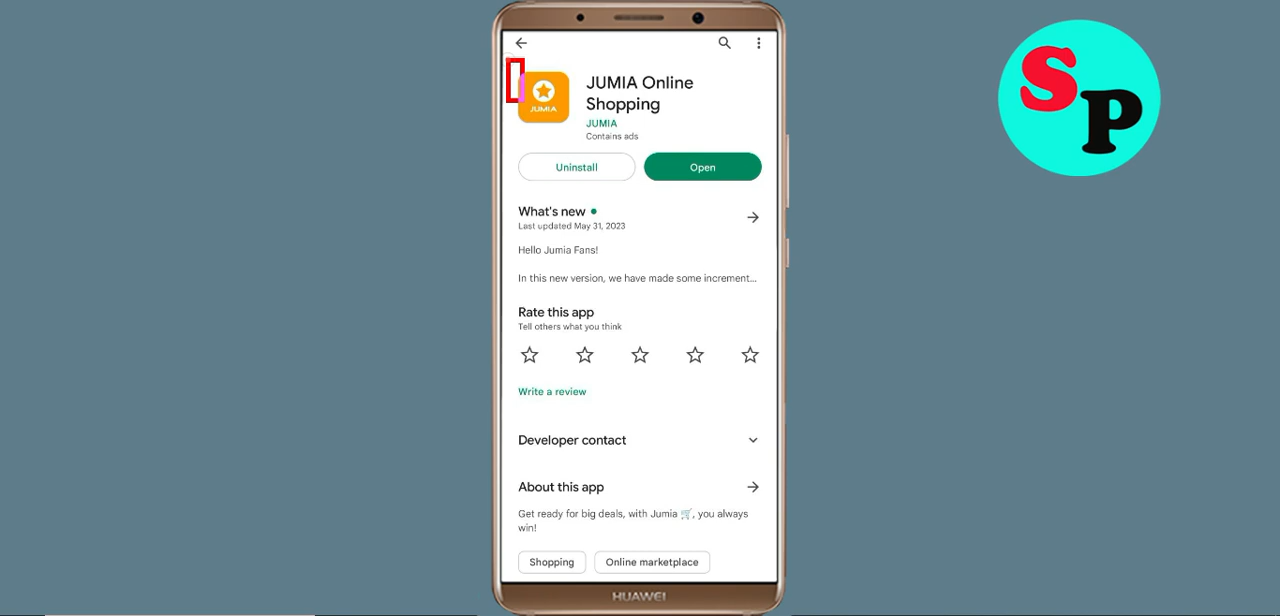 SP
JUMIA
JUMIA Online
Shopping
JUMIA
Contains ads
Uninstall
Open
What's new
Last updated May 31, 2023
Hello Jumia Fans!
In this new version, we have made some increment...
Rate this app
Tell others what you think
Write a review
Developer contact
About this app
Get ready for big deals, with Jumia 🛒, you always
win!
Shopping
Online marketplace
HUAWEI